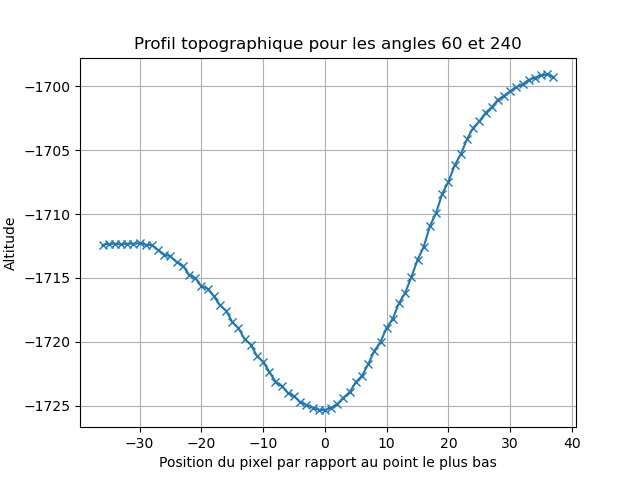 Profil topographique pour les angles 60 et 240
Altitude
−1700
−1705
−1710
−1715
−1720
−1725
−30 −20 −10 0 10 20 30 40
Position du pixel par rapport au point le plus bas